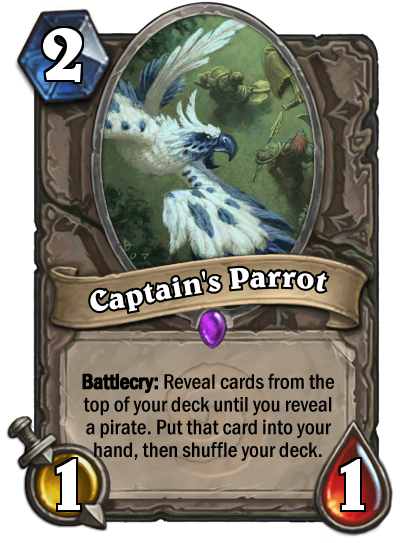 2
Captain's Parrot
Battlecry: Reveal cards from the
top of your deck until you reveal
a pirate. Put that card into your
hand, then shuffle your deck.
1
1